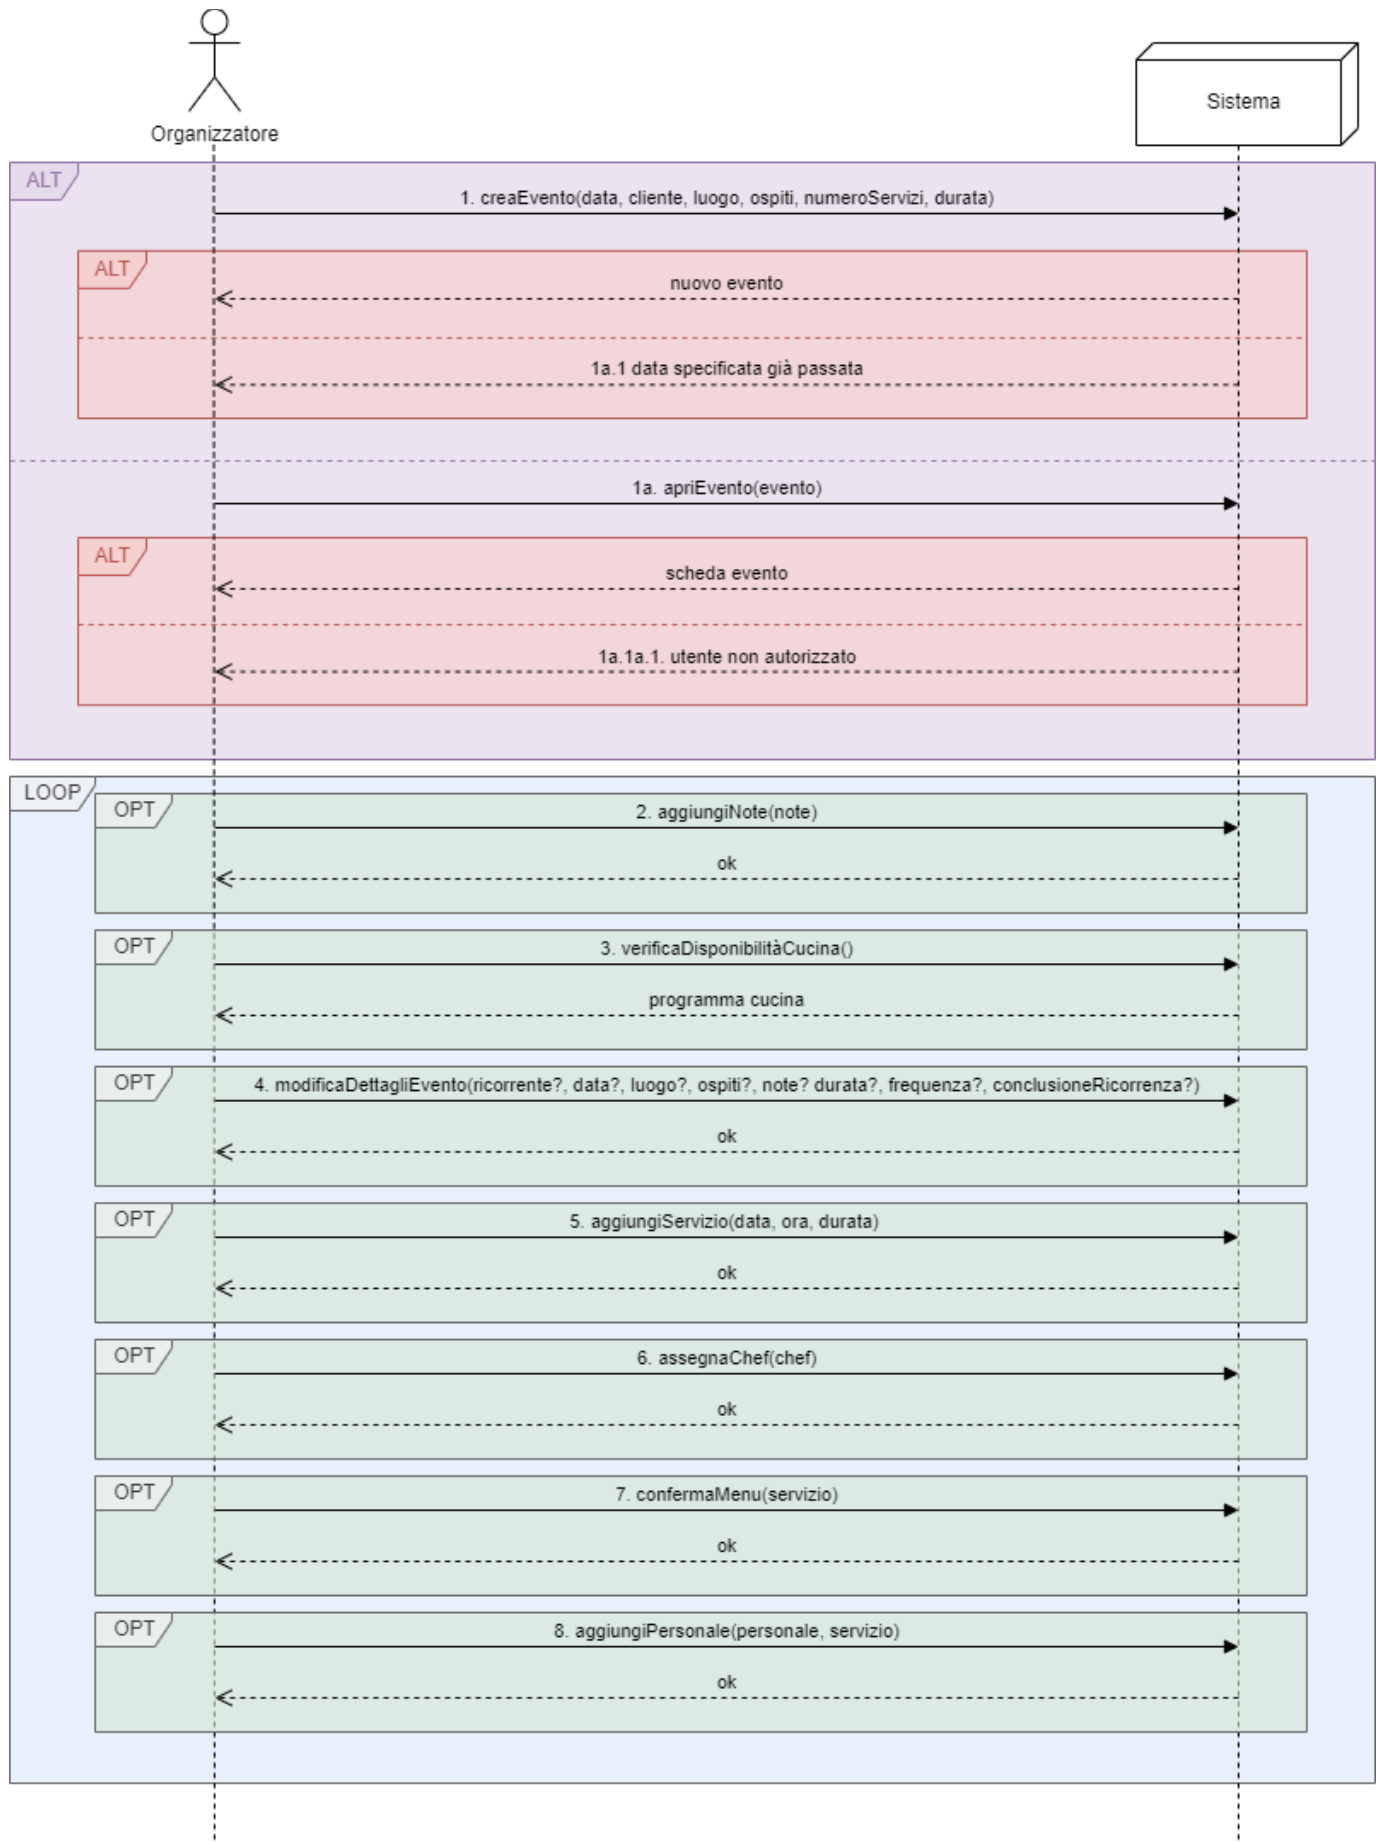 Organizzatore
Sistema
ALT
1. creaEvento(data, cliente, luogo, ospiti, numeroServizi, durata)
ALT
nuovo evento
1a.1 data specificata già passata
1a. apriEvento(evento)
ALT
scheda evento
1a.1a.1. utente non autorizzato
LOOP
OPT
2. aggiungiNote(note)
ok
OPT
3. verificaDisponibilitàCucina()
programma cucina
OPT
4. modificaDettagliEvento(ricorrente?, data?, luogo?, ospiti?, note? durata?, frequenza?, conclusioneRicorrenza?)
ok
OPT
5. aggiungiServizio(data, ora, durata)
ok
OPT
6. assegnaChef(chef)
ok
OPT
7. confermaMenu(servizio)
ok
OPT
8. aggiungiPersonale(personale, servizio)
ok